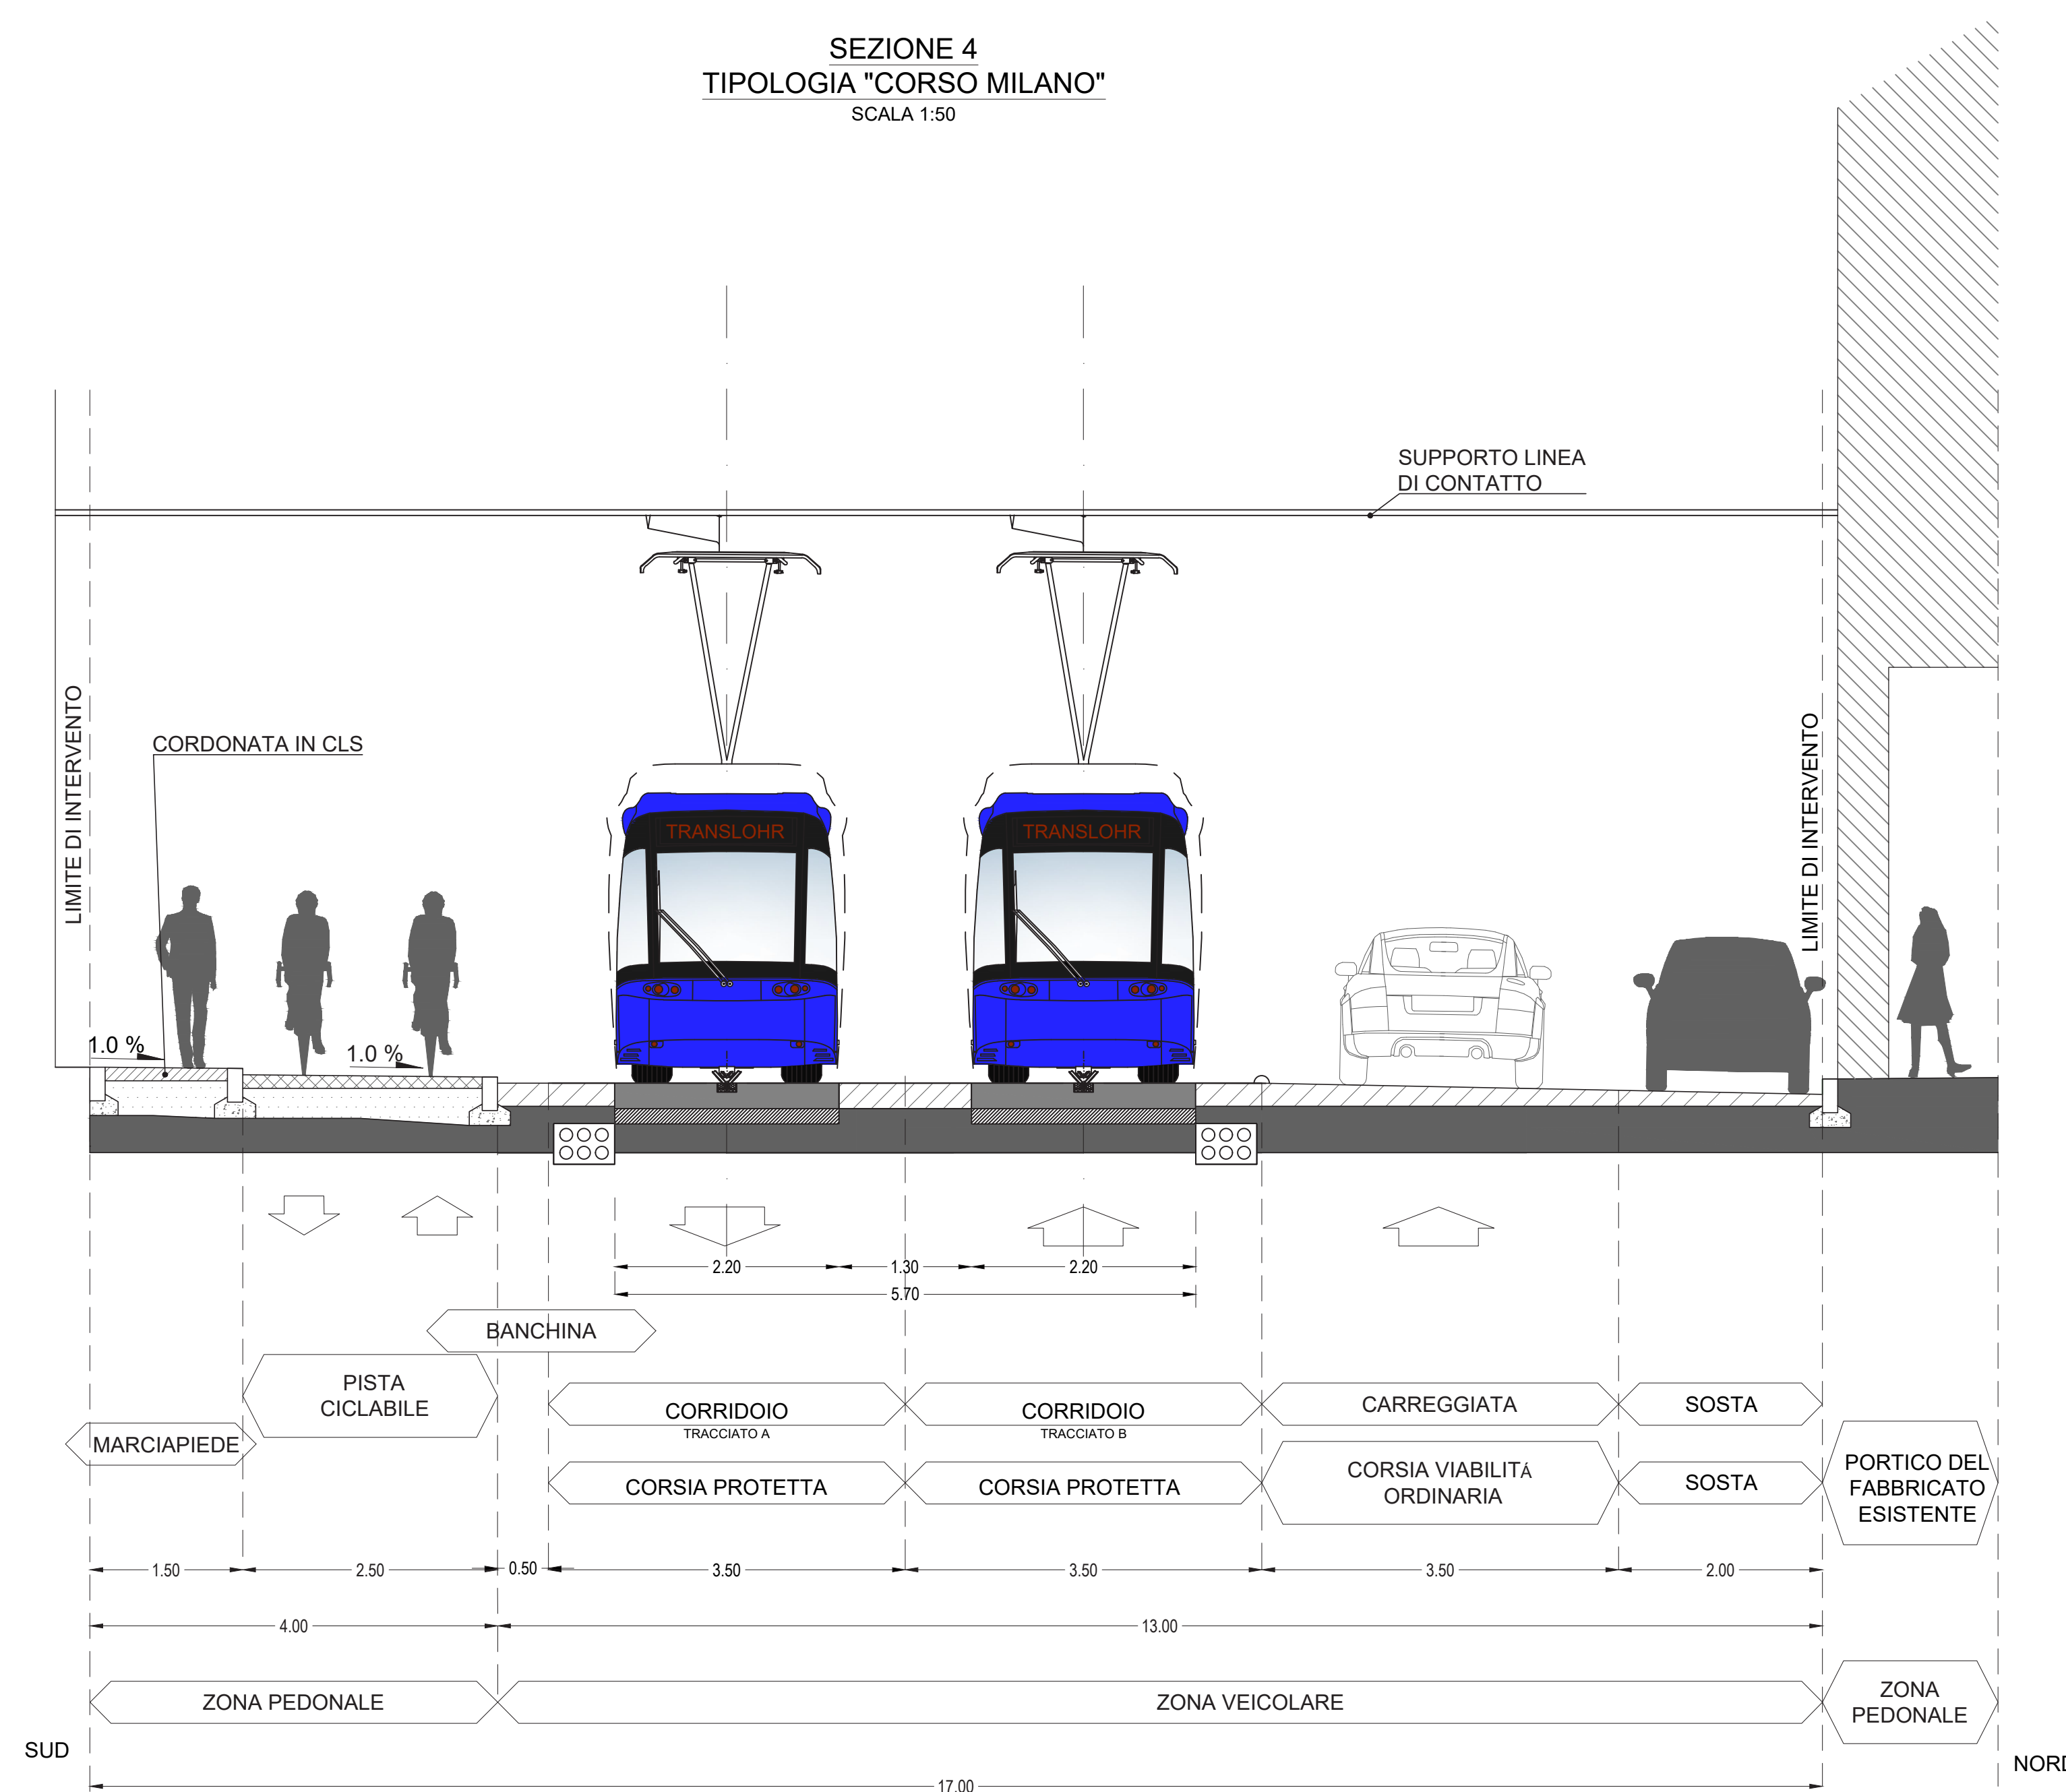 SEZIONE 4
TIPOLOGIA "CORSO MILANO"
SCALA 1:50
SUPPORTO LINEA
DI CONTATTO
LIMITE DI INTERVENTO
LIMITE DI INTERVENTO
CORDONATA IN CLS
TRANSLOHR
TRANSLOHR
1.0 %
1.0 %
2.20
1.30
2.20
5.70
BANCHINA
PISTA
CICLABILE
MARCIAPIEDE
CORRIDOIO
TRACCIATO A
CORRIDOIO
TRACCIATO B
CARREGGIATA
SOSTA
CORSIA PROTETTA
CORSIA PROTETTA
CORSIA VIABILITÁ
ORDINARIA
SOSTA
PORTICO DEL
FABBRICATO
ESISTENTE
1.50
2.50
0.50
3.50
3.50
3.50
2.00
4.00
13.00
ZONA PEDONALE
ZONA VEICOLARE
ZONA
PEDONALE
SUD
NORD
17.00